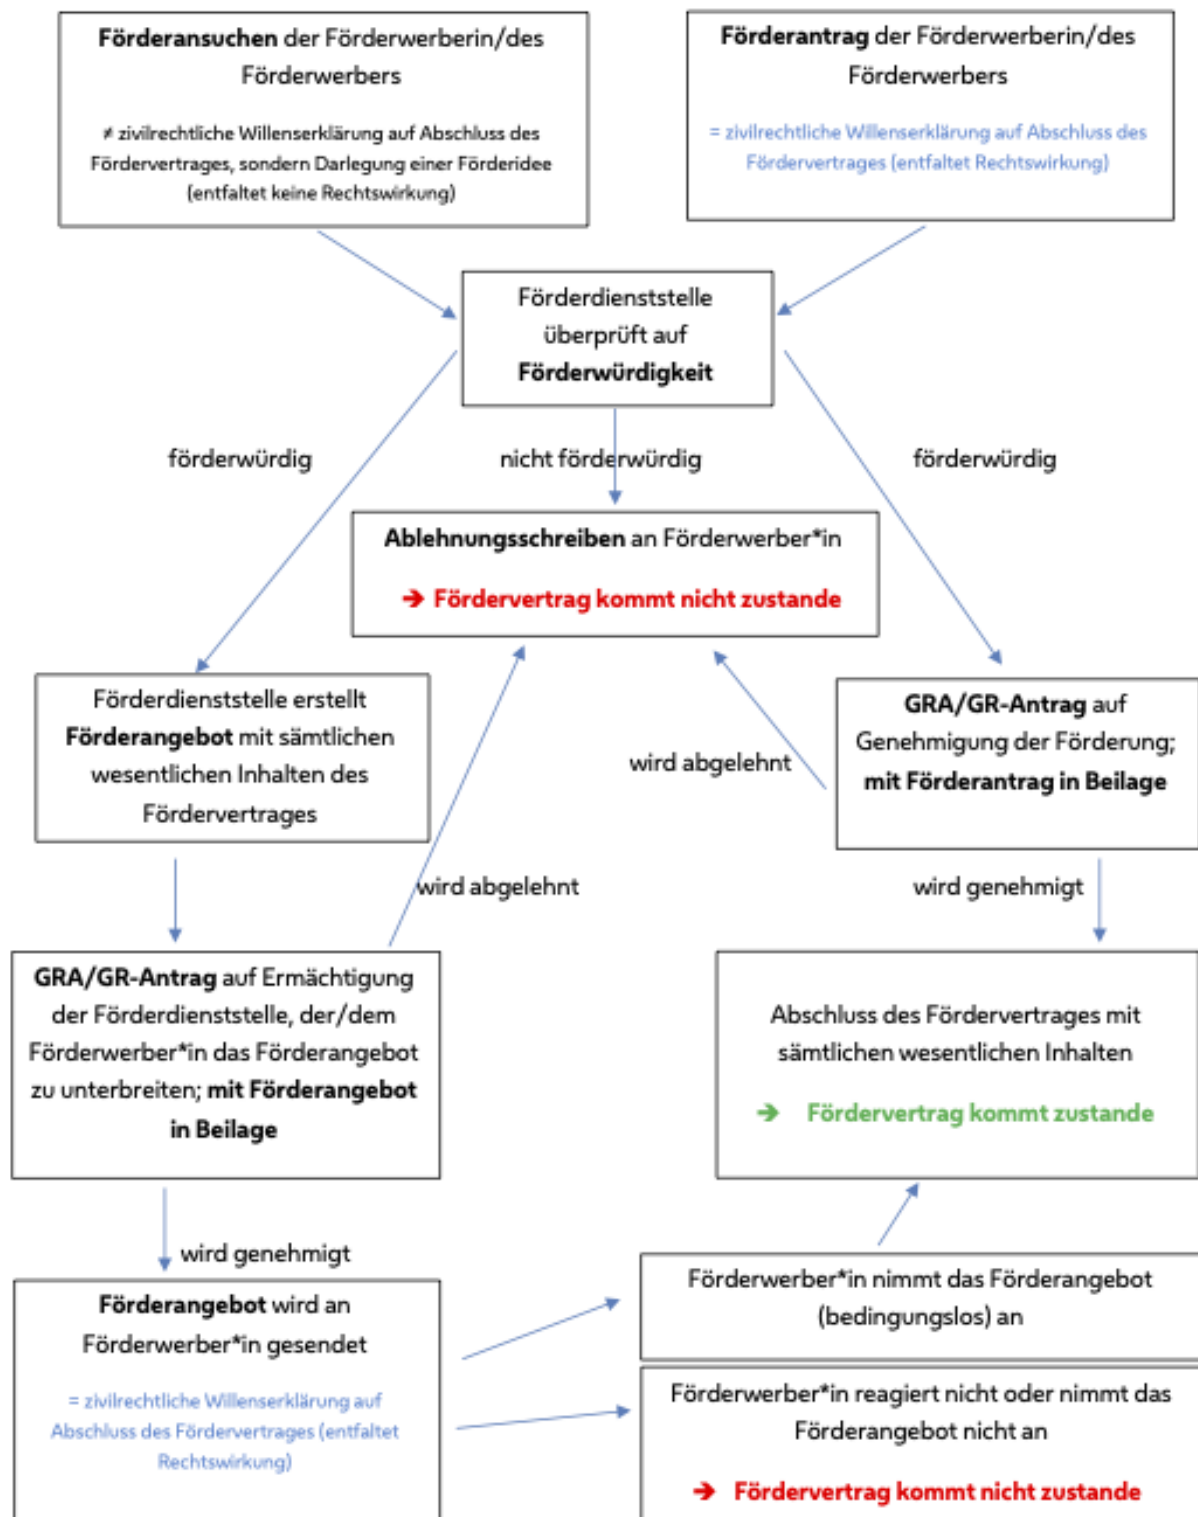 Förderansuchen der Förderwerberin/des
Förderwerbers
≠ zivilrechtliche Willenserklärung auf Abschluss des
Fördervertrages, sondern Darlegung einer Förderidee
(entfaltet keine Rechtswirkung)
Förderantrag der Förderwerberin/des
Förderwerbers
= zivilrechtliche Willenserklärung auf Abschluss des
Fördervertrages (entfaltet Rechtswirkung)
Förderdienststelle
überprüft auf
Förderwürdigkeit
förderwürdig
nicht förderwürdig
förderwürdig
Ablehnungsschreiben an Förderwerber*in
➔ Fördervertrag kommt nicht zustande
Förderdienststelle erstellt
Förderangebot mit sämtlichen
wesentlichen Inhalten des
Fördervertrages
GRA/GR-Antrag auf
Genehmigung der Förderung;
mit Förderantrag in Beilage
wird abgelehnt
wird abgelehnt
wird genehmigt
GRA/GR-Antrag auf Ermächtigung
der Förderdienststelle, der/dem
Förderwerber*in das Förderangebot
zu unterbreiten; mit Förderangebot
in Beilage
Abschluss des Fördervertrages mit
sämtlichen wesentlichen Inhalten
➔ Fördervertrag kommt zustande
wird genehmigt
Förderangebot wird an
Förderwerber*in gesendet
= zivilrechtliche Willenserklärung auf
Abschluss des Fördervertrages (entfaltet
Rechtswirkung)
Förderwerber*in nimmt das Förderangebot
(bedingungslos) an
Förderwerber*in reagiert nicht oder nimmt das
Förderangebot nicht an
➔ Fördervertrag kommt nicht zustande